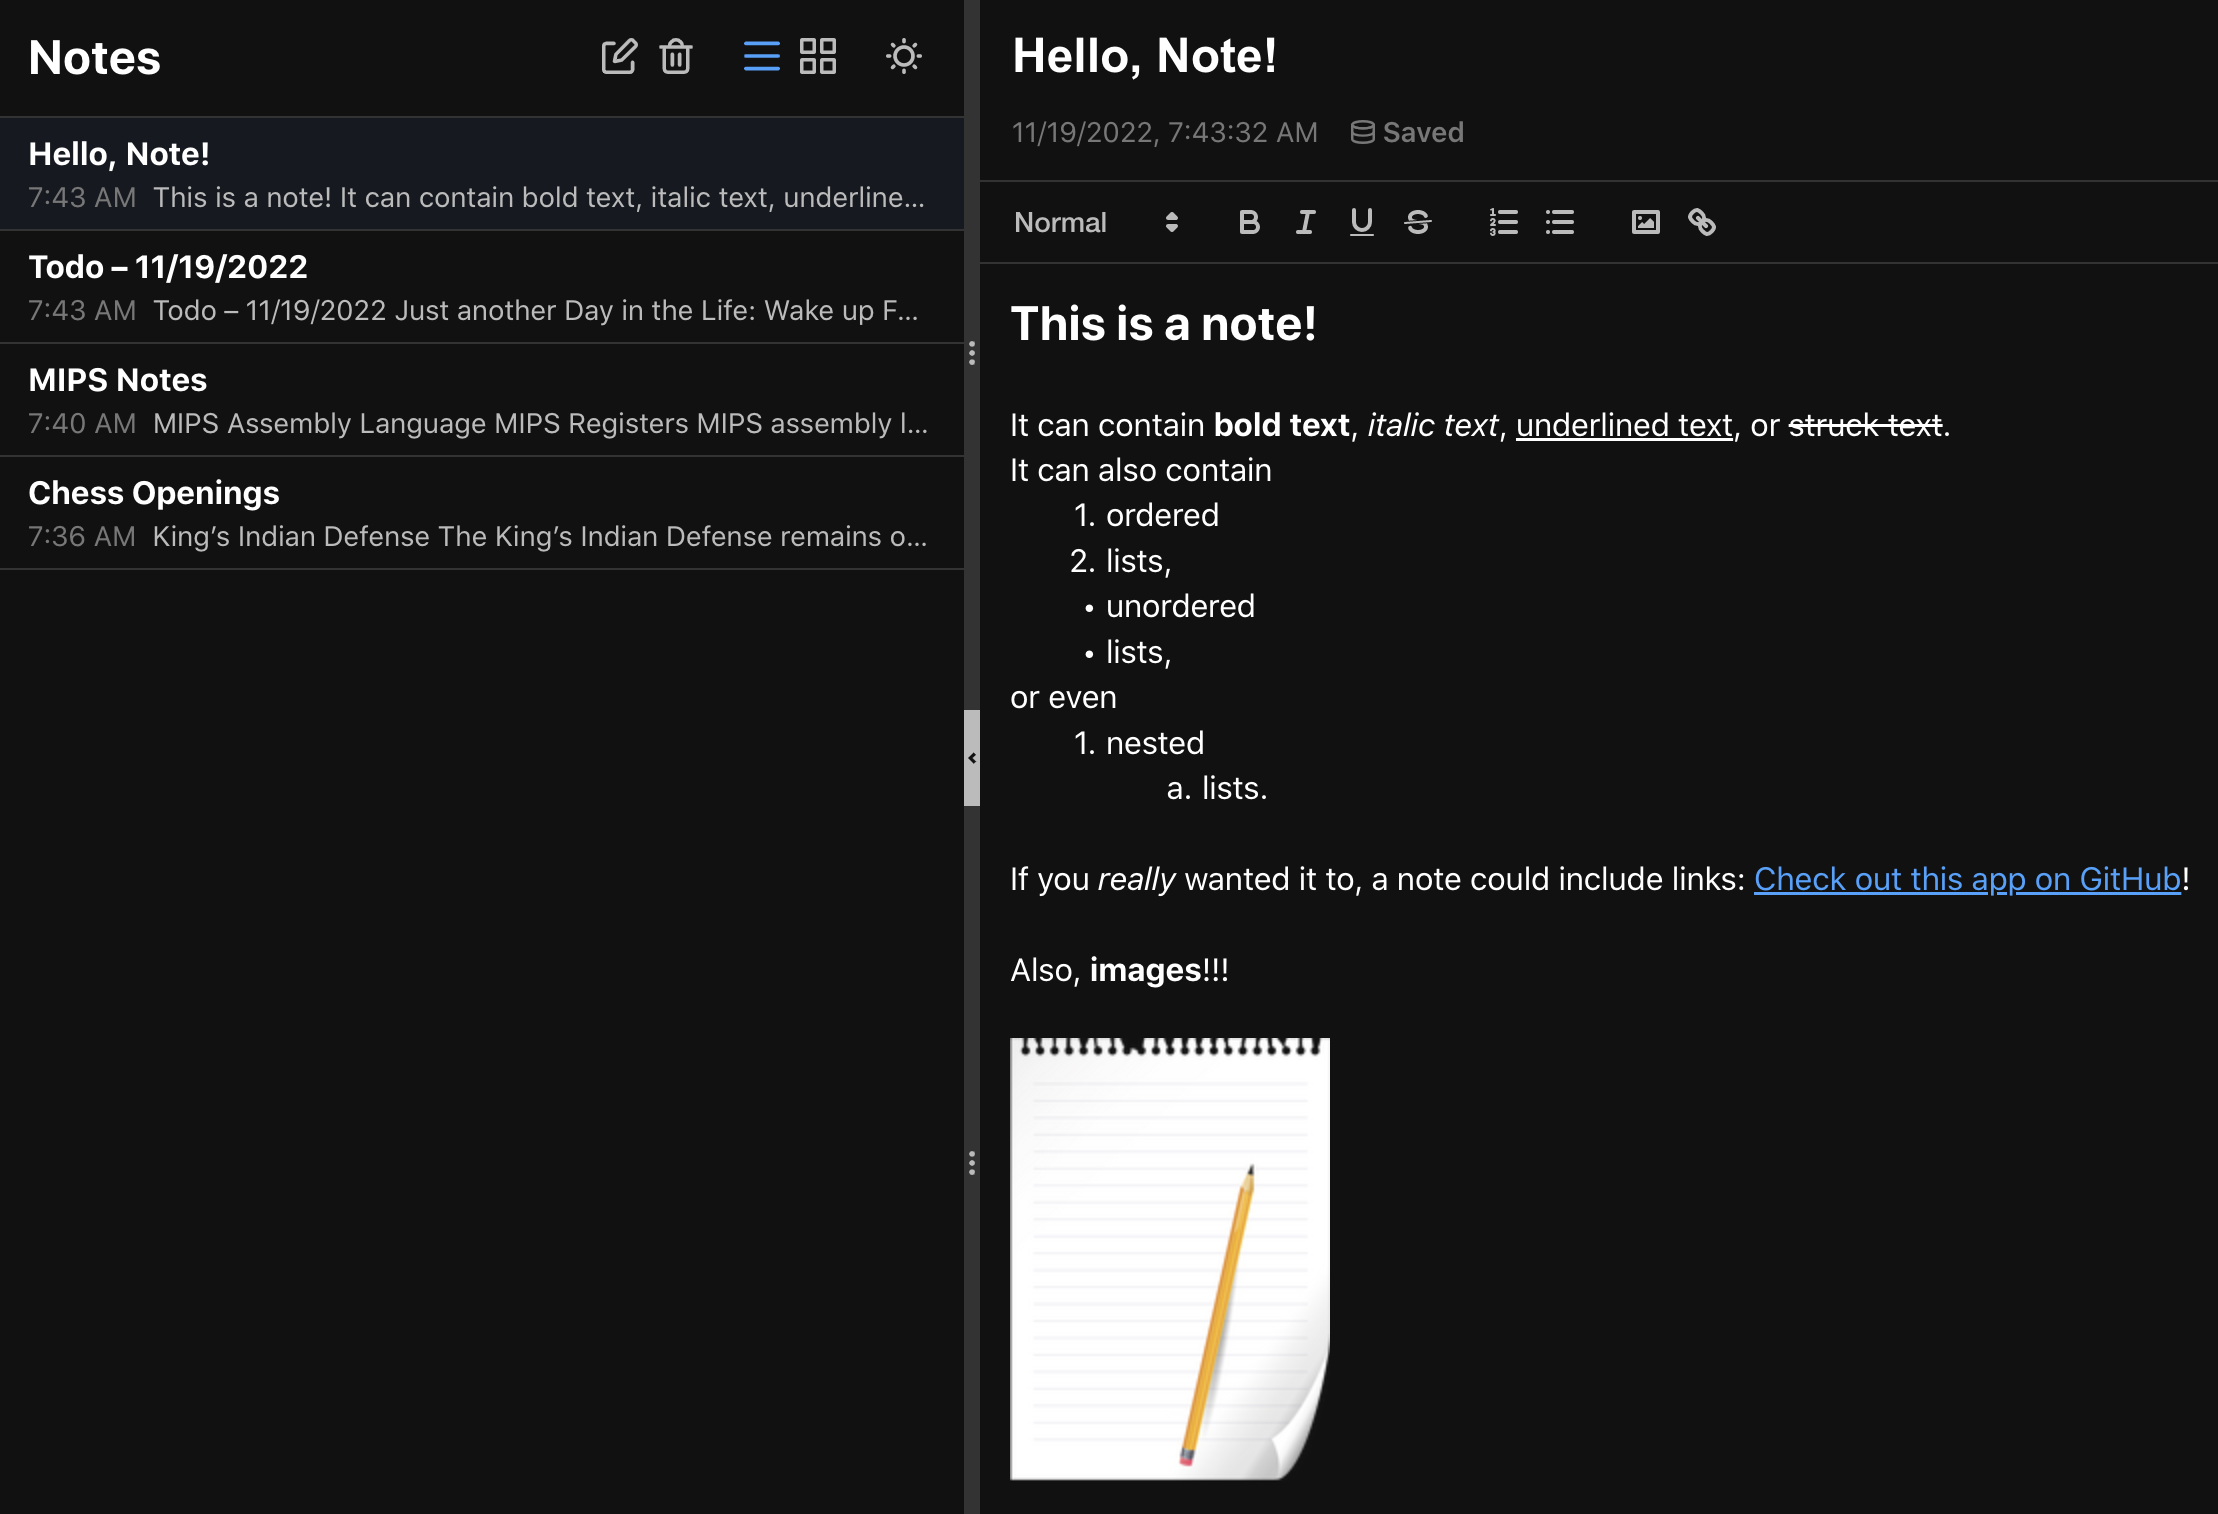 Notes
Hello, Note!
7:43 AM This is a note! It can contain bold text, italic text, underline...
Todo – 11/19/2022
7:43 AM Todo – 11/19/2022 Just another Day in the Life: Wake up F...
MIPS Notes
7:40 AM MIPS Assembly Language MIPS Registers MIPS assembly l...
Chess Openings
7:36 AM King’s Indian Defense The King’s Indian Defense remains o...
Hello, Note!
11/19/2022, 7:43:32 AM Saved
Normal B I U S
This is a note!
It can contain bold text, italic text, underlined text, or struck text.
It can also contain
1. ordered
2. lists,
• unordered
• lists,
or even
1. nested
a. lists.
If you really wanted it to, a note could include links: Check out this app on GitHub!
Also, images!!!